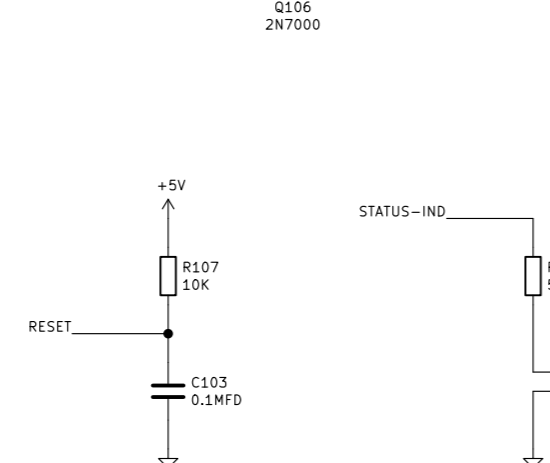 Q106
2N7000
+5V
STATUS-IND
R107
10K
RESET
C103
0.1MFD